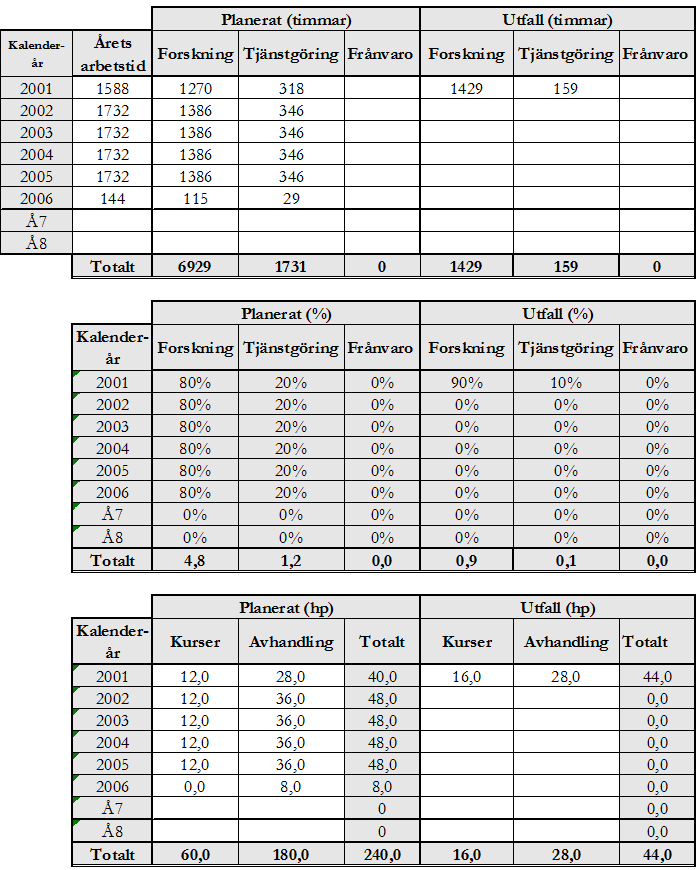 Planerat (timmar) Utfall (timmar)
Kalender-år Årets arbetstid Forskning Tjänstgöring Frånvaro Forskning Tjänstgöring Frånvaro
2001 1588 1270 318 1429 159
2002 1732 1386 346
2003 1732 1386 346
2004 1732 1386 346
2005 1732 1386 346
2006 144 115 29
Å7
Å8
Totalt 6929 1731 0 1429 159 0
Planerat (%) Utfall (%)
Kalender-år Forskning Tjänstgöring Frånvaro Forskning Tjänstgöring Frånvaro
2001 80% 20% 0% 90% 10% 0%
2002 80% 20% 0% 0% 0% 0%
2003 80% 20% 0% 0% 0% 0%
2004 80% 20% 0% 0% 0% 0%
2005 80% 20% 0% 0% 0% 0%
2006 80% 20% 0% 0% 0% 0%
Å7 0% 0% 0% 0% 0% 0%
Å8 0% 0% 0% 0% 0% 0%
Totalt 4,8 1,2 0,0 0,9 0,1 0,0
Planerat (hp) Utfall (hp)
Kalender-år Kurser Avhandling Totalt Kurser Avhandling Totalt
2001 12,0 28,0 40,0 16,0 28,0 44,0
2002 12,0 36,0 48,0 0,0
2003 12,0 36,0 48,0 0,0
2004 12,0 36,0 48,0 0,0
2005 12,0 36,0 48,0 0,0
2006 0,0 8,0 8,0 0,0
Å7 0 0,0
Å8 0 0,0
Totalt 60,0 180,0 240,0 16,0 28,0 44,0